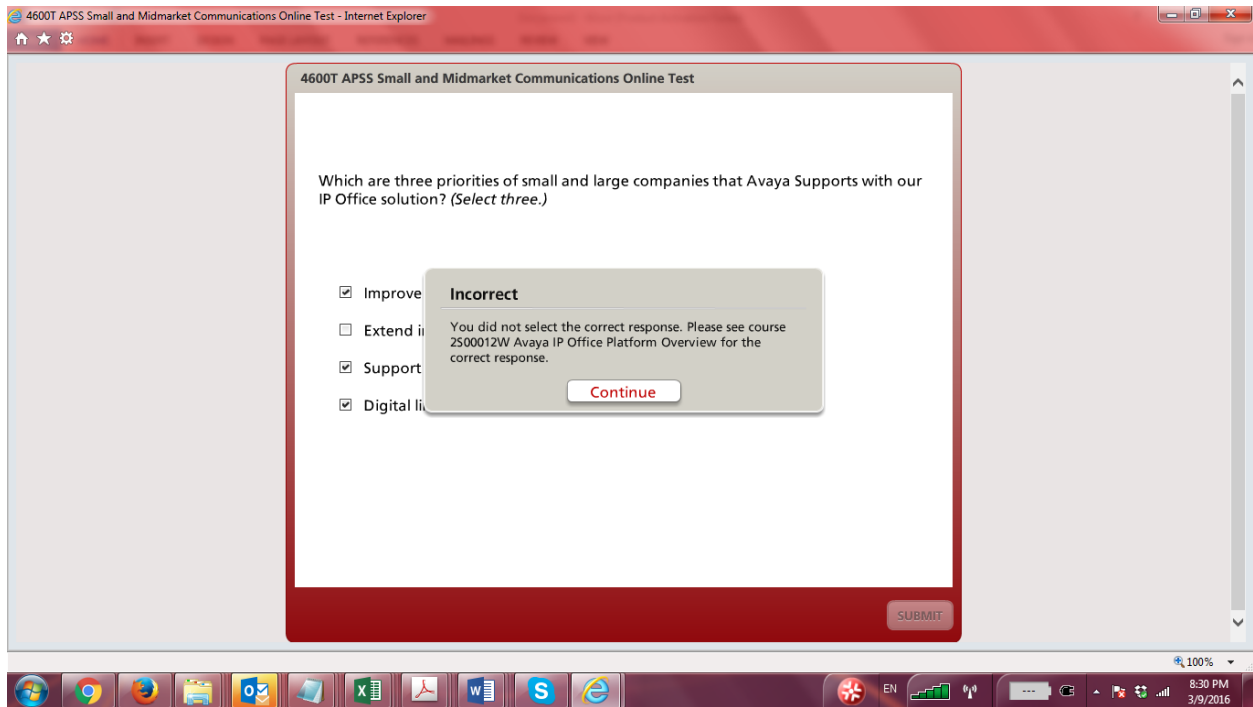 4600T APSS Small and Midmarket Communications Online Test - Internet Explorer
4600T APSS Small and Midmarket Communications Online Test
Which are three priorities of small and large companies that Avaya Supports with our
IP Office solution? (Select three.)
Improve
Incorrect
Extend
You did not select the correct response. Please see course
2S00012W Avaya IP Office Platform Overview for the
correct response.
Support
Continue
Digital
SUBMIT
100%
EN
8:30 PM
3/9/2016